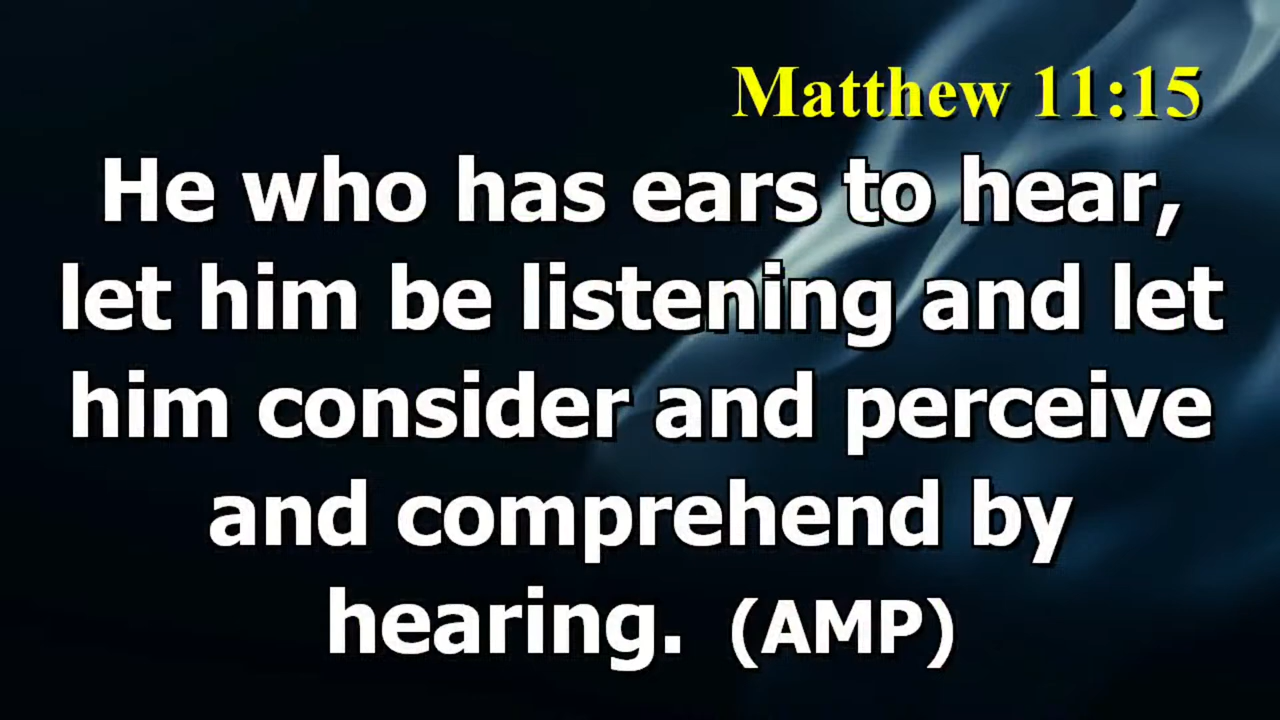 Matthew 11:15
He who has ears to hear,
let him be listening and let
him consider and perceive
and comprehend by
hearing. (AMP)